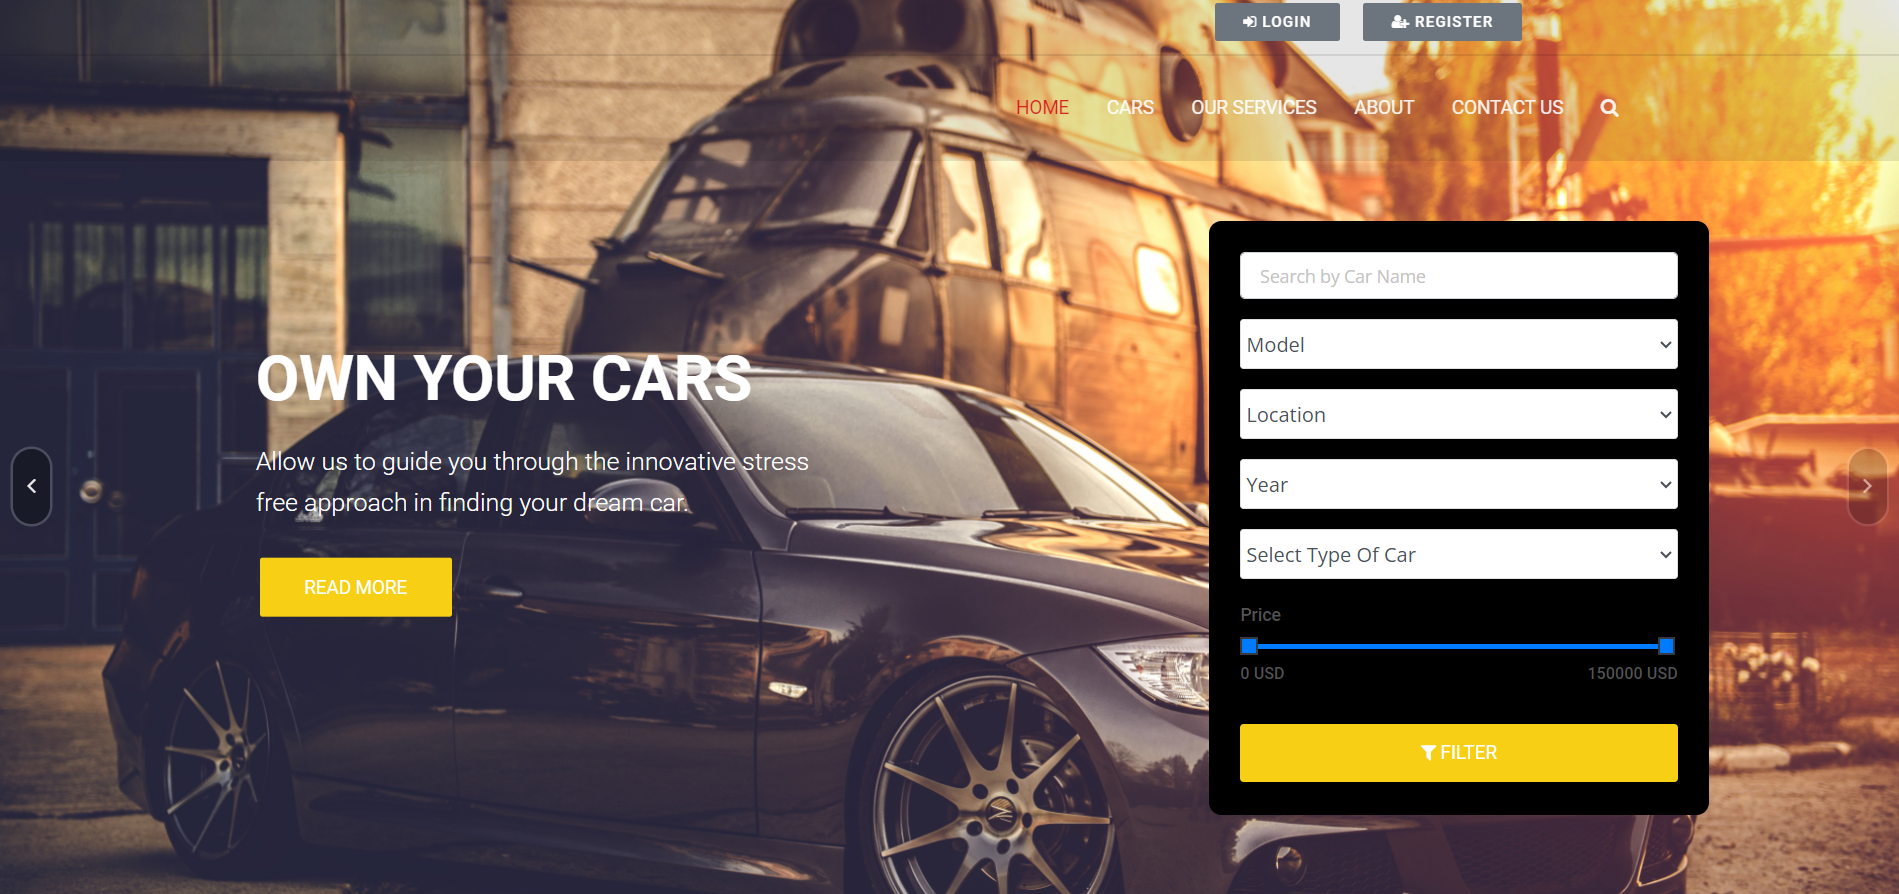 LOGIN
REGISTER
HOME
CARS
OUR SERVICES
ABOUT
CONTACT US
OWN YOUR CARS
Allow us to guide you through the innovative stress
free approach in finding your dream car.
READ MORE
Search by Car Name
Model
Location
Year
Select Type Of Car
Price
0 USD
150000 USD
FILTER